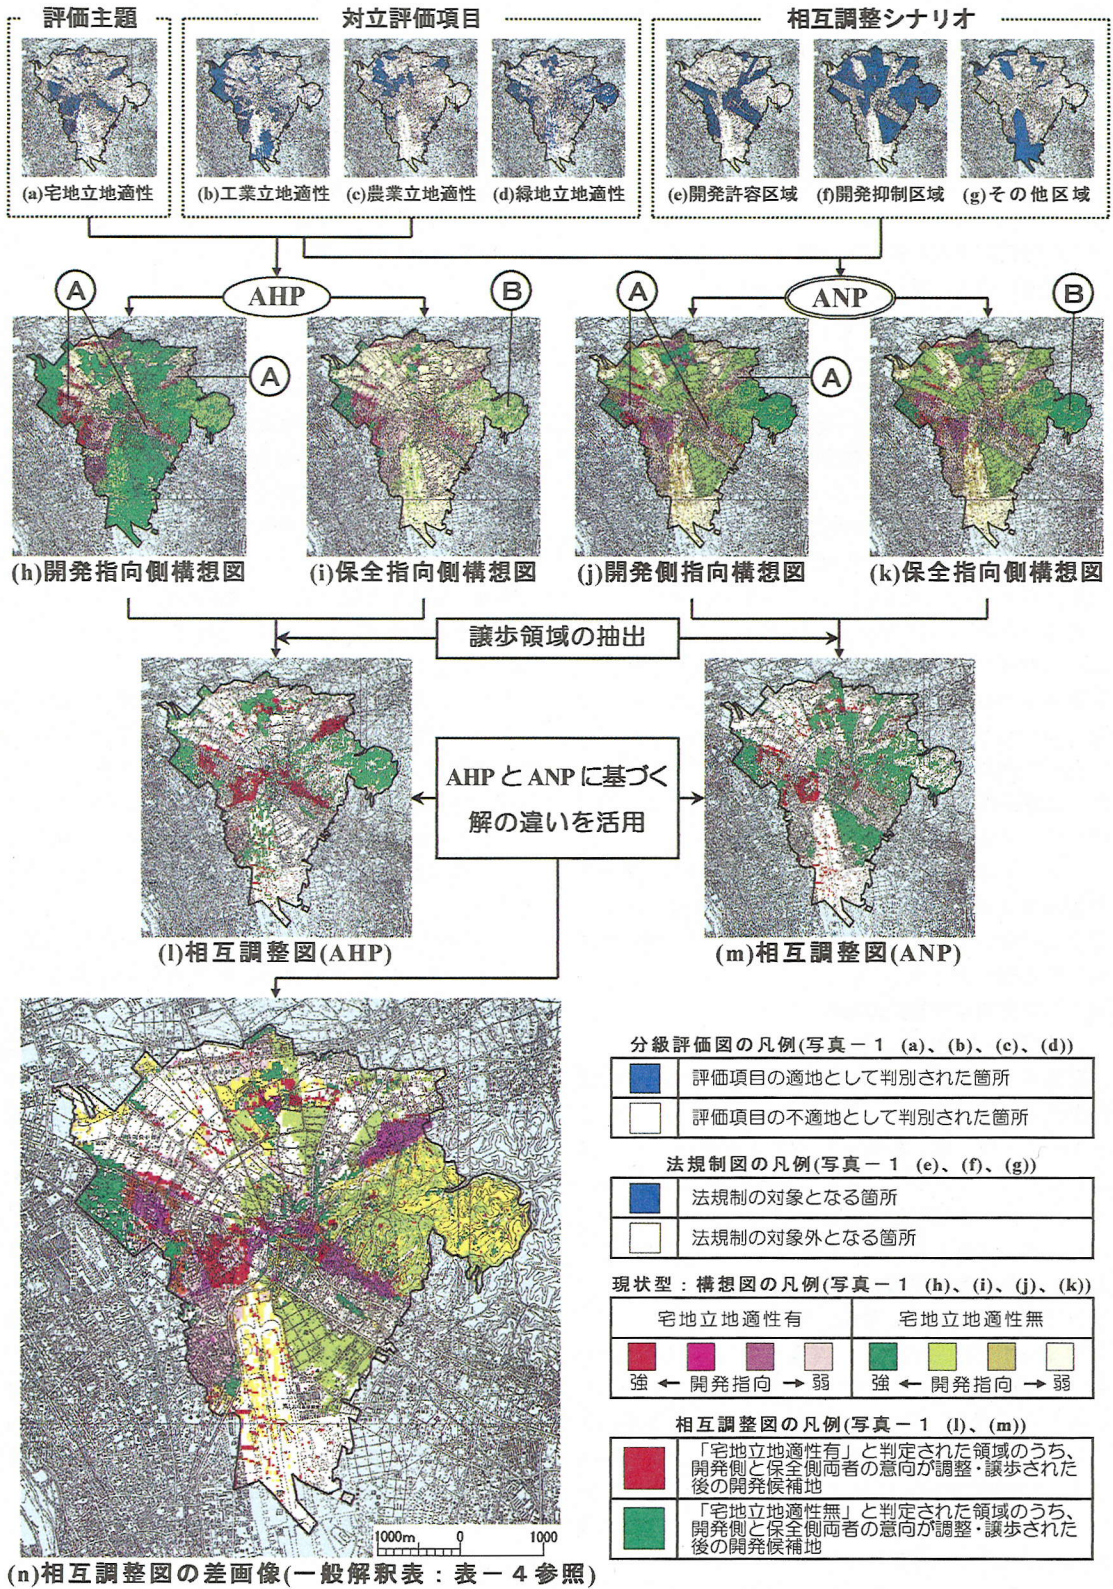 評価主題
対立評価項目
相互調整シナリオ
(a)宅地立地適性
(b)工業立地適性
(c)農業立地適性
(d)緑地立地適性
(e)開発許容区域
(f)開発抑制区域
(g)その他区域
AHP
ANP
A
B
A
B
A
A
(h)開発指向側構想図
(i)保全指向側構想図
(j)開発側指向構想図
(k)保全指向側構想図
譲歩領域の抽出
AHPとANPに基づく
解の違いを活用
(l)相互調整図(AHP)
(m)相互調整図(ANP)
1000m 0 1000
(n)相互調整図の差画像(一般解釈表：表－4参照)
分級評価図の凡例(写真－1 (a)、(b)、(c)、(d))
評価項目の適地として判別された箇所
評価項目の不適地として判別された箇所
法規制図の凡例(写真－1 (e)、(f)、(g))
法規制の対象となる箇所
法規制の対象外となる箇所
現状型：構想図の凡例(写真－1 (h)、(i)、(j)、(k))
宅地立地適性有
宅地立地適性無
強 ← 開発指向 → 弱
強 ← 開発指向 → 弱
相互調整図の凡例(写真－1 (l)、(m))
「宅地立地適性有」と判定された領域のうち、
開発側と保全側両者の意向が調整・譲歩された
後の開発候補地
「宅地立地適性無」と判定された領域のうち、
開発側と保全側両者の意向が調整・譲歩された
後の開発候補地